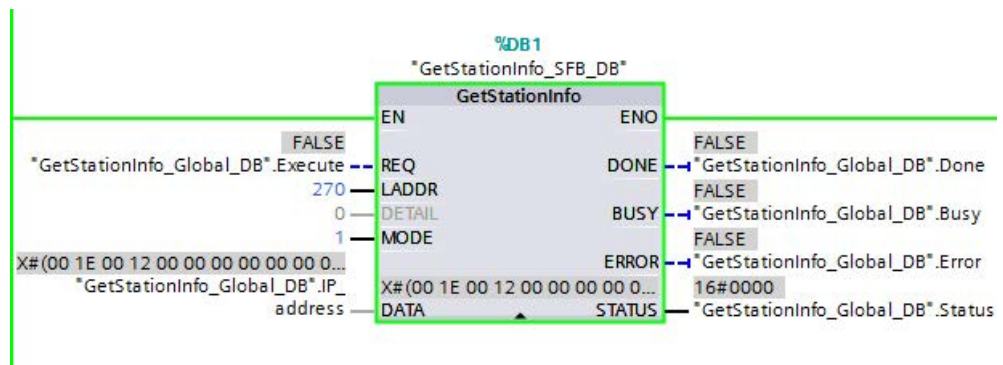 %DB1
"GetStationInfo_SFB_DB"
GetStationInfo
EN ENO
FALSE FALSE
"GetStationInfo_Global_DB".Execute REQ DONE "GetStationInfo_Global_DB".Done
270 LADDR FALSE
0 DETAIL BUSY "GetStationInfo_Global_DB".Busy
1 MODE FALSE
X#(00 1E 00 12 00 00 00 00 00 00 0... ERROR "GetStationInfo_Global_DB".Error
"GetStationInfo_Global_DB".IP_ X#(00 1E 00 12 00 00 00 00 0... 16#0000
address DATA STATUS "GetStationInfo_Global_DB".Status